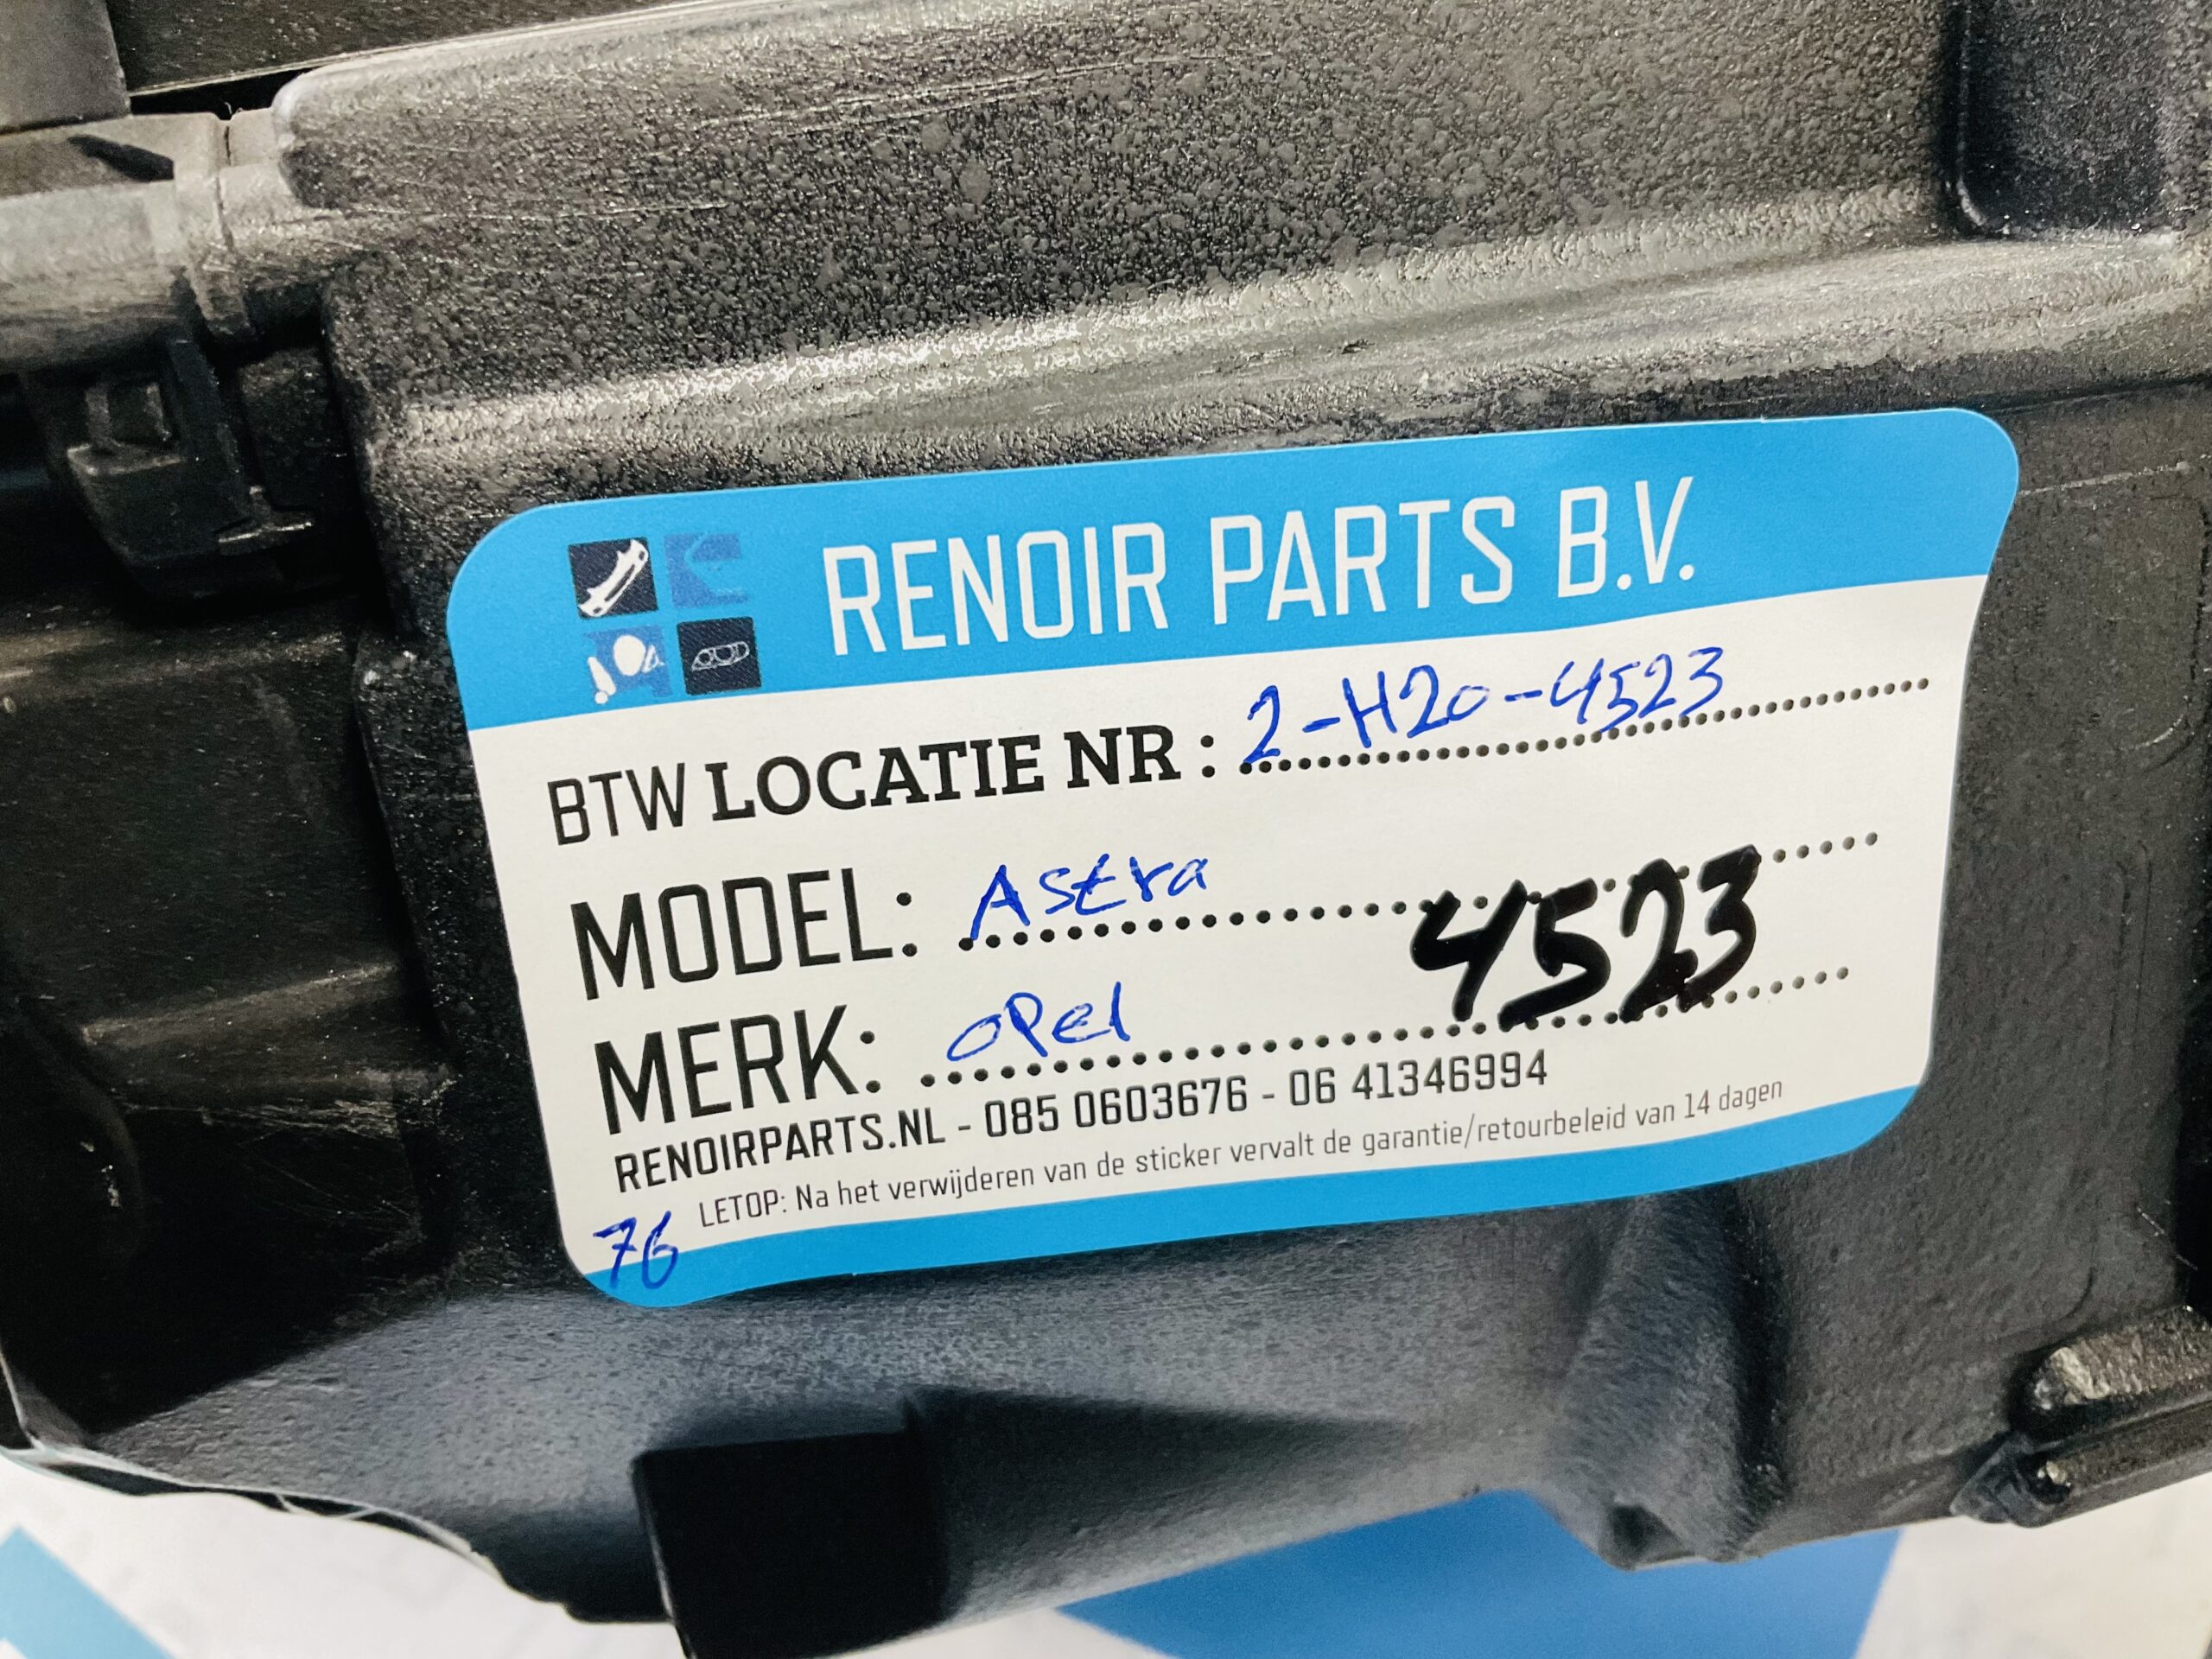 RENOIR PARTS B.V.
BTW LOCATIE NR : 2-H20-4523
MODEL: Astra
4523
MERK: opel
RENOIRPARTS.NL - 085 0603676 - 06 41346994
LETOP: Na het verwijderen van de sticker vervalt de garantie/retourbeleid van 14 dagen
76